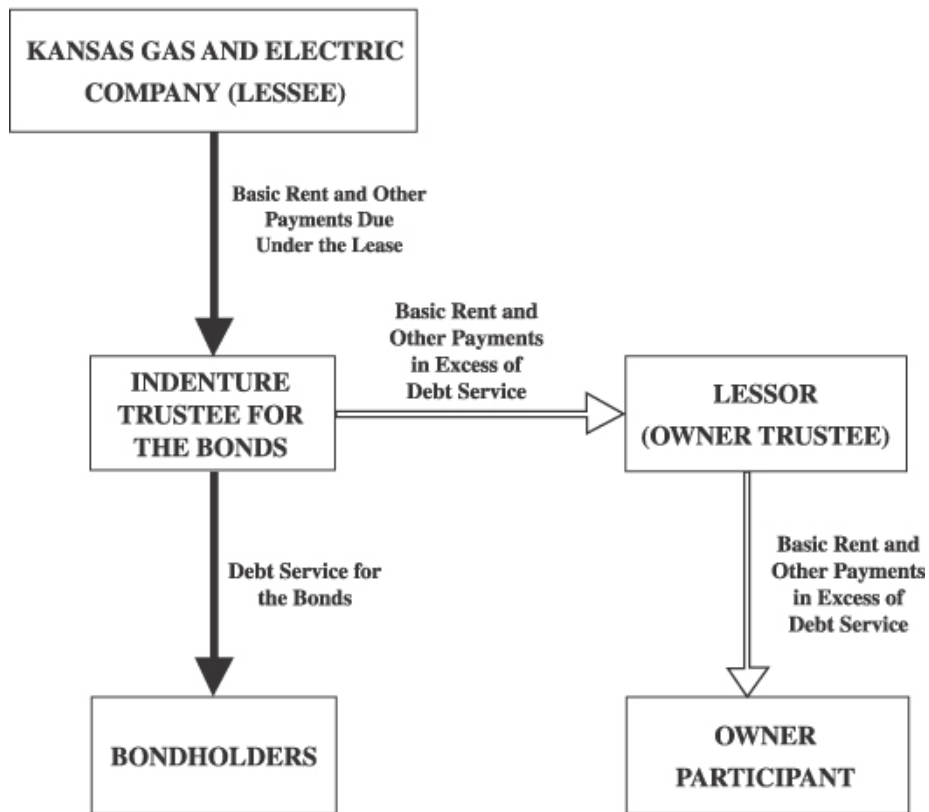 KANSAS GAS AND ELECTRIC
COMPANY (LESSEE)
Basic Rent and Other
Payments Due
Under the Lease
Basic Rent and
Other Payments
in Excess of
Debt Service
INDENTURE
TRUSTEE FOR
THE BONDS
LESSOR
(OWNER TRUSTEE)
Debt Service for
the Bonds
Basic Rent and
Other Payments
in Excess of
Debt Service
BONDHOLDERS
OWNER
PARTICIPANT